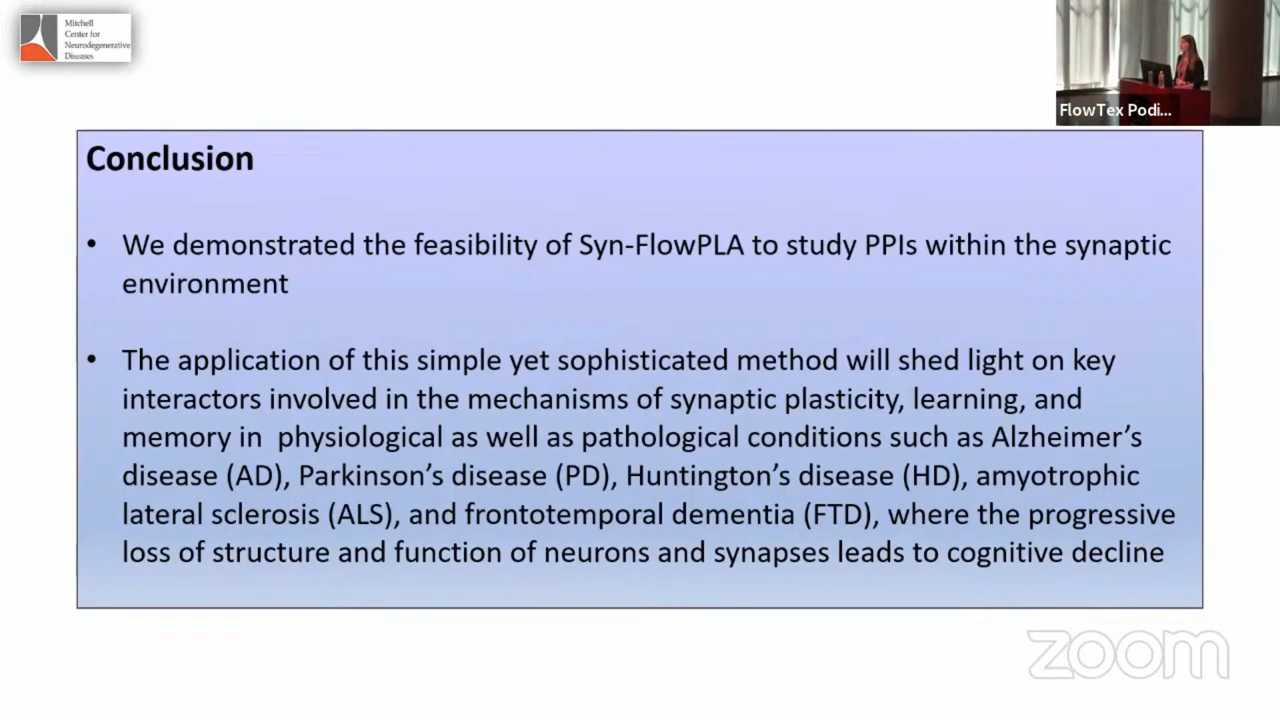 Mitchell
Center for
Neurodegenerative
Diseases
FlowTex Podi...
Conclusion
• We demonstrated the feasibility of Syn-FlowPLA to study PPIs within the synaptic
environment
• The application of this simple yet sophisticated method will shed light on key
interactors involved in the mechanisms of synaptic plasticity, learning, and
memory in  physiological as well as pathological conditions such as Alzheimer’s
disease (AD), Parkinson’s disease (PD), Huntington’s disease (HD), amyotrophic
lateral sclerosis (ALS), and frontotemporal dementia (FTD), where the progressive
loss of structure and function of neurons and synapses leads to cognitive decline
zoom